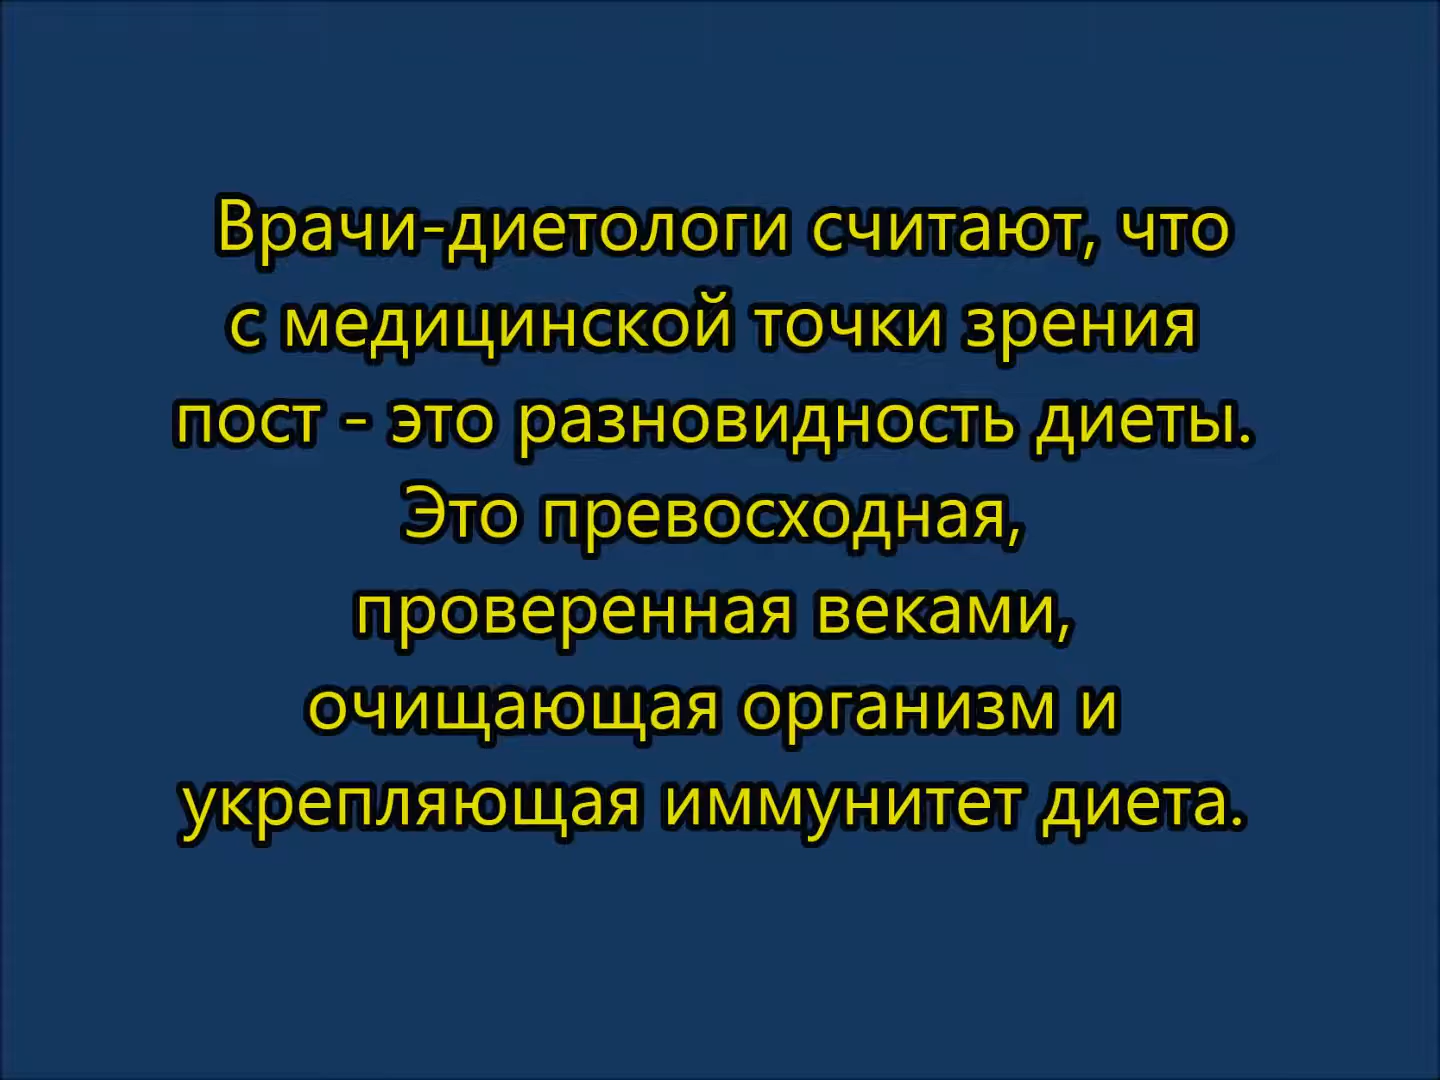 Врачи-диетологи считают, что
с медицинской точки зрения
пост - это разновидность диеты.
Это превосходная,
проверенная веками,
очищающая организм и
укрепляющая иммунитет диета.